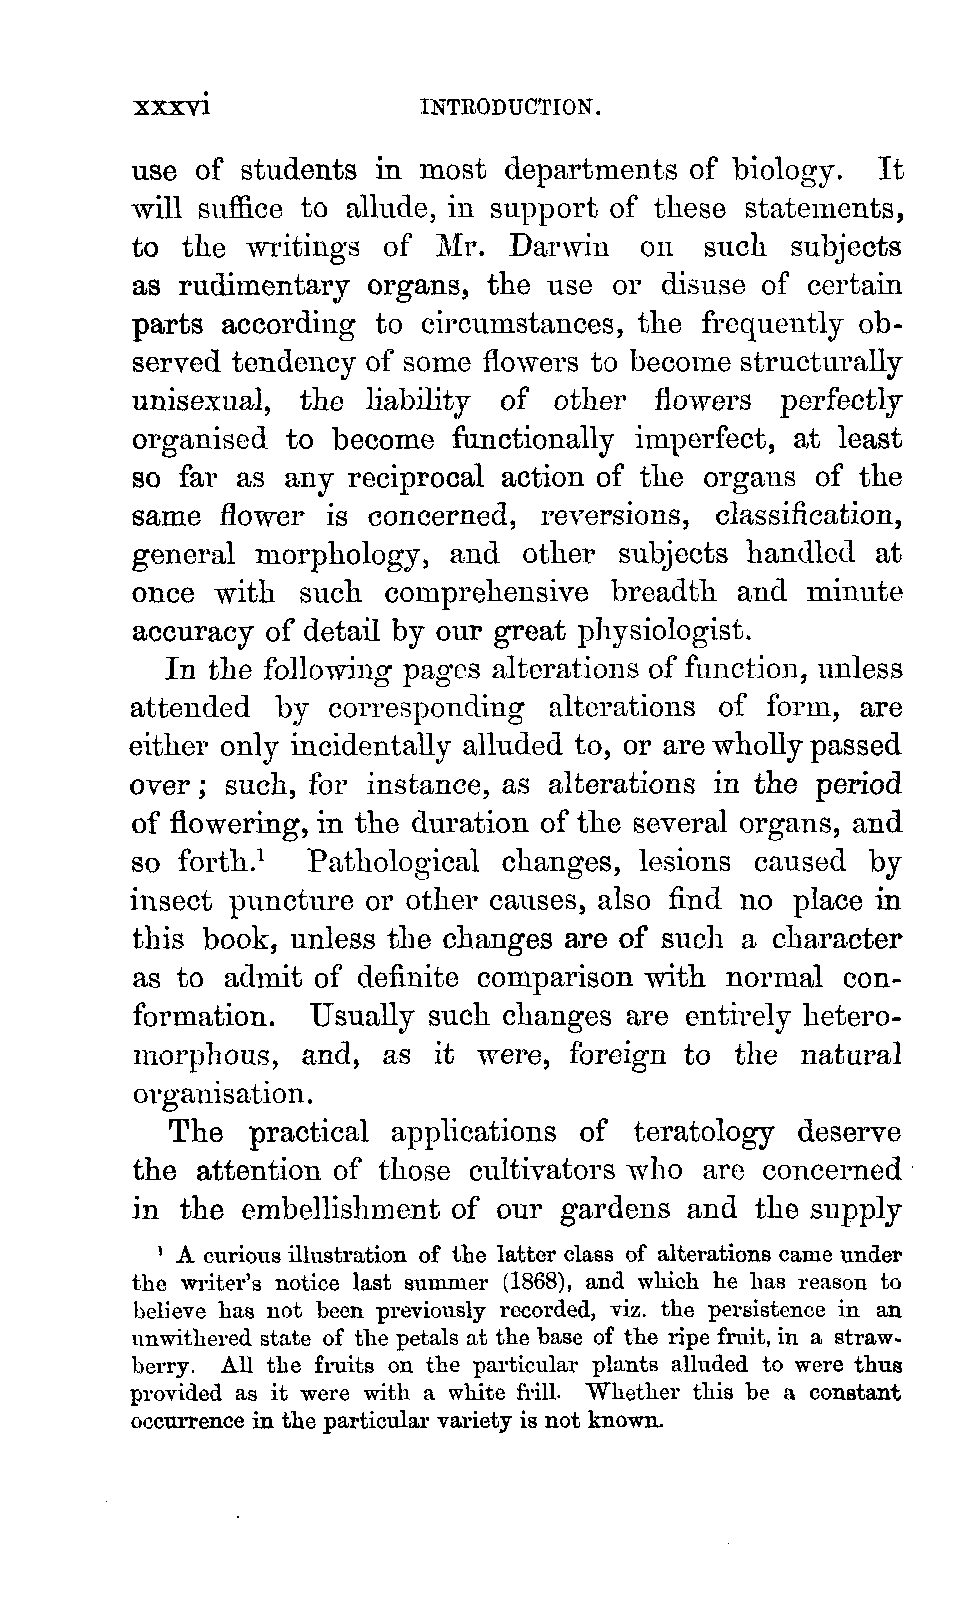 xxxvi INTRODUCTION.
use of students in most departments of biology. It
will suffice to allude, in support of these statements,
to the writings of Mr. Darwin on such subjects
as rudimentary organs, the use or disuse of certain
parts according to circumstances, the frequently ob-
served tendency of some flowers to become structurally
unisexual, the liability of other flowers perfectly
organised to become functionally imperfect, at least
so far as any reciprocal action of the organs of the
same flower is concerned, reversions, classification,
general morphology, and other subjects handled at
once with such comprehensive breadth and minute
accuracy of detail by our great physiologist.
In the following pages alterations of function, unless
attended by corresponding alterations of form, are
either only incidentally alluded to, or are wholly passed
over; such, for instance, as alterations in the period
of flowering, in the duration of the several organs, and
so forth.¹ Pathological changes, lesions caused by
insect puncture or other causes, also find no place in
this book, unless the changes are of such a character
as to admit of definite comparison with normal con-
formation. Usually such changes are entirely hetero-
morphous, and, as it were, foreign to the natural
organisation.
The practical applications of teratology deserve
the attention of those cultivators who are concerned
in the embellishment of our gardens and the supply
¹ A curious illustration of the latter class of alterations came under
the writer's notice last summer (1868), and which he has reason to
believe has not been previously recorded, viz. the persistence in an
unwithered state of the petals at the base of the ripe fruit, in a straw-
berry. All the fruits on the particular plants alluded to were thus
provided as it were with a white frill. Whether this be a constant
occurrence in the particular variety is not known.